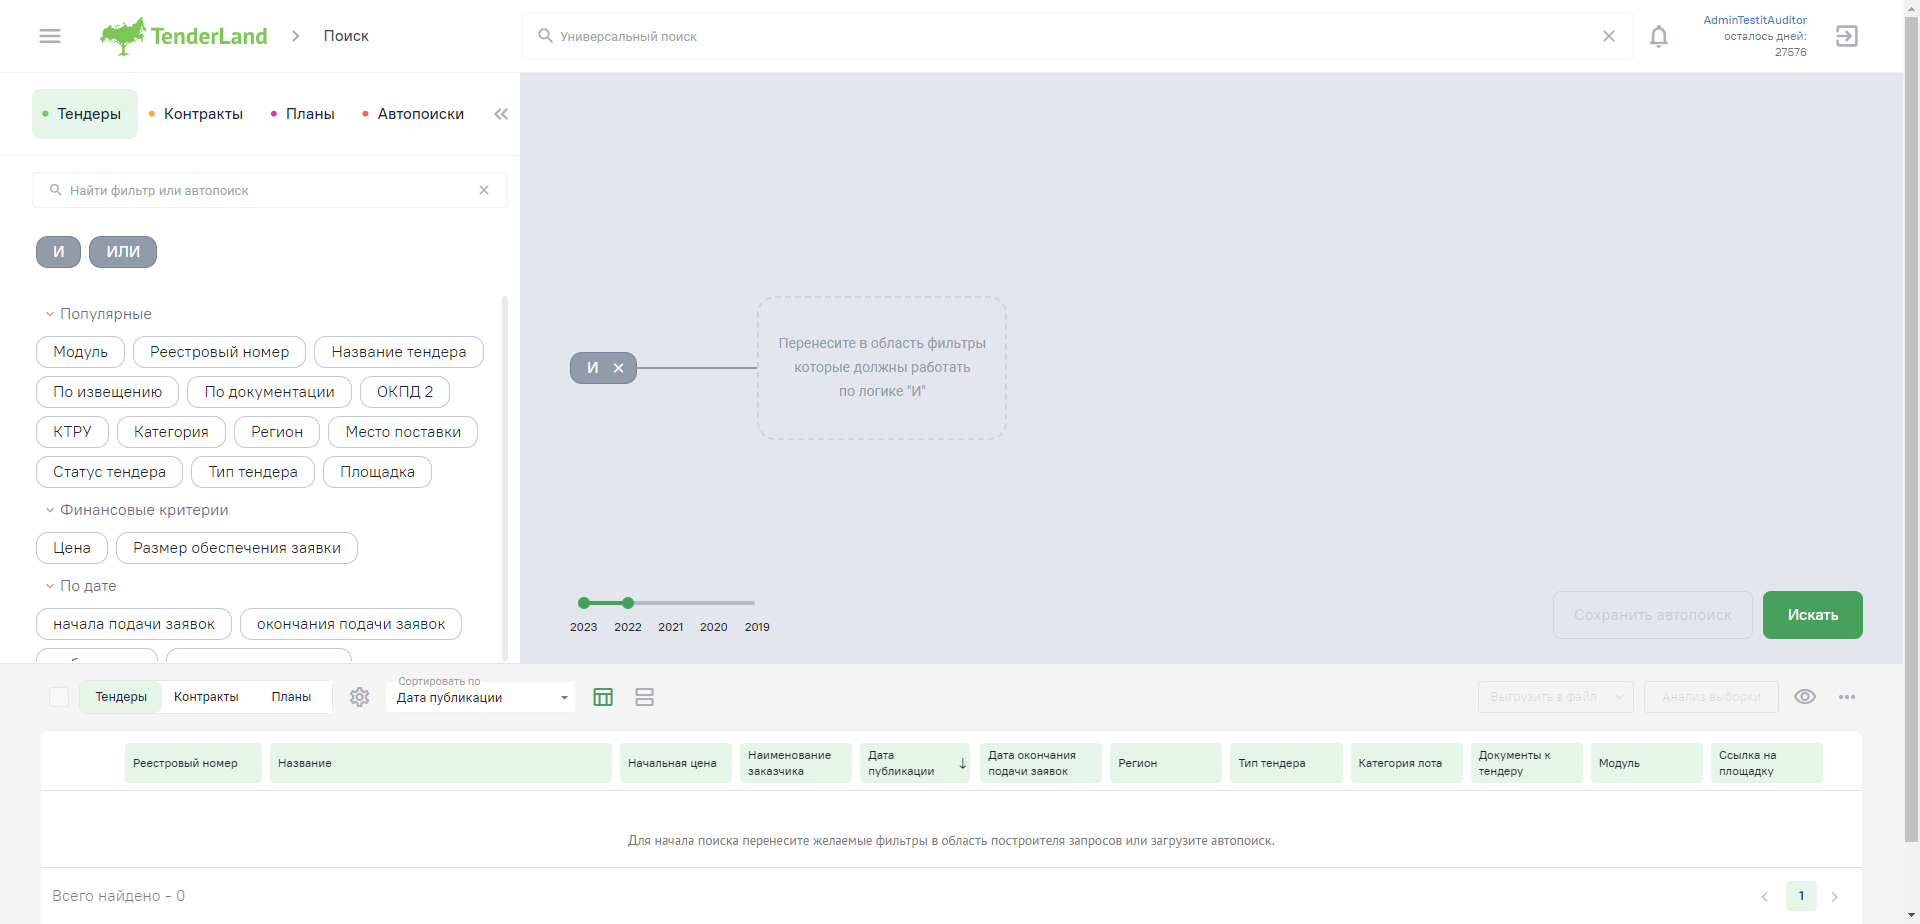 TenderLand
Поиск
Универсальный поиск
AdminTestitAuditor
осталось дней:
27576
Тендеры
Контракты
Планы
Автопоиски
Найти фильтр или автопоиск
И
ИЛИ
Популярные
Модуль
Реестровый номер
Название тендера
По извещению
По документации
ОКПД 2
КТРУ
Категория
Регион
Место поставки
Статус тендера
Тип тендера
Площадка
Финансовые критерии
Цена
Размер обеспечения заявки
По дате
начала подачи заявок
окончания подачи заявок
И
Перенесите в область фильтры
которые должны работать
по логике "И"
2023 2022 2021 2020 2019
Сохранить автопоиск
Искать
Тендеры
Контракты
Планы
Сортировать по
Дата публикации
Выгрузить в файл
Анализ выборки
Реестровый номер
Название
Начальная цена
Наименование
заказчика
Дата
публикации
Дата окончания
подачи заявок
Регион
Тип тендера
Категория лота
Документы к
тендеру
Модуль
Ссылка на
площадку
Для начала поиска перенесите желаемые фильтры в область построителя запросов или загрузите автопоиск.
Всего найдено - 0
1